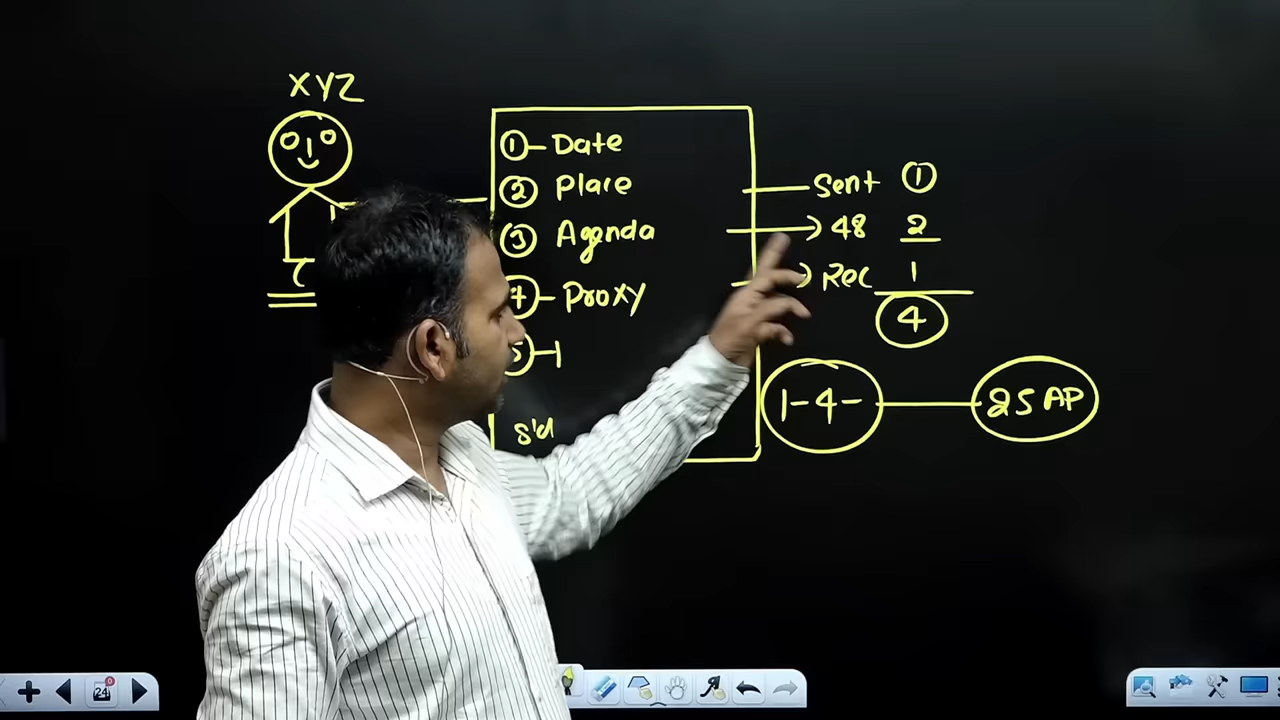 XYZ
① Date
② Place
③ Agenda
④ Proxy
⑤ 1
S'd
Sent ①
48 2
Rec 1
④
1-4-
25 AP
24